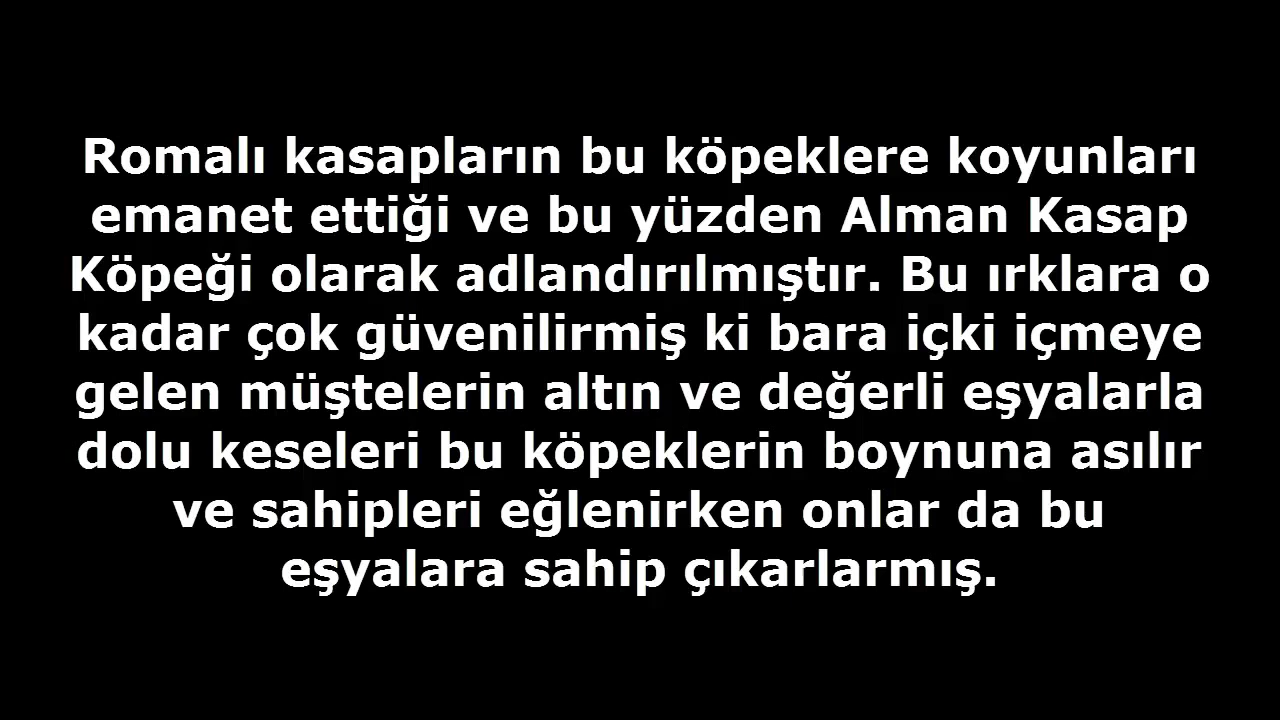 Romalı kasapların bu köpeklere koyunları
emanet ettiği ve bu yüzden Alman Kasap
Köpeği olarak adlandırılmıştır. Bu ırklara o
kadar çok güvenilirmiş ki bara içki içmeye
gelen müştelerin altın ve değerli eşyalarla
dolu keseleri bu köpeklerin boynuna asılır
ve sahipleri eğlenirken onlar da bu
eşyalara sahip çıkarlarmış.